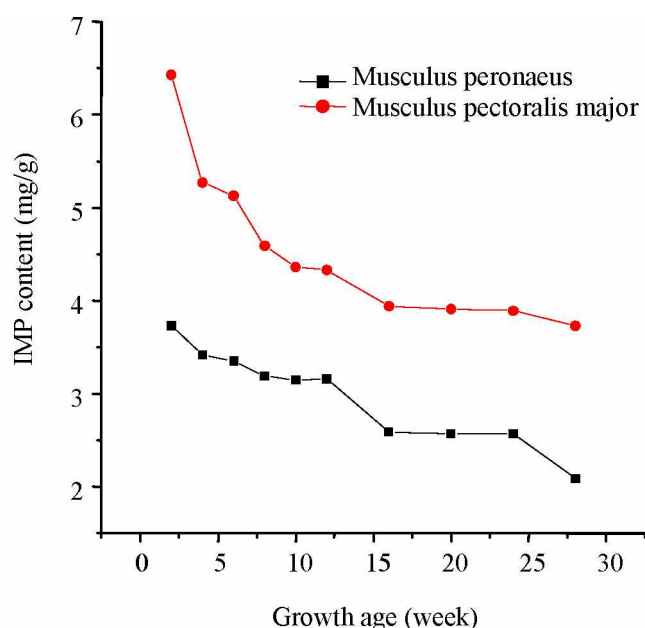 7
6
5
4
3
2
IMP content (mg/g)
Musculus peronaeus
Musculus pectoralis major
0 5 10 15 20 25 30
Growth age (week)